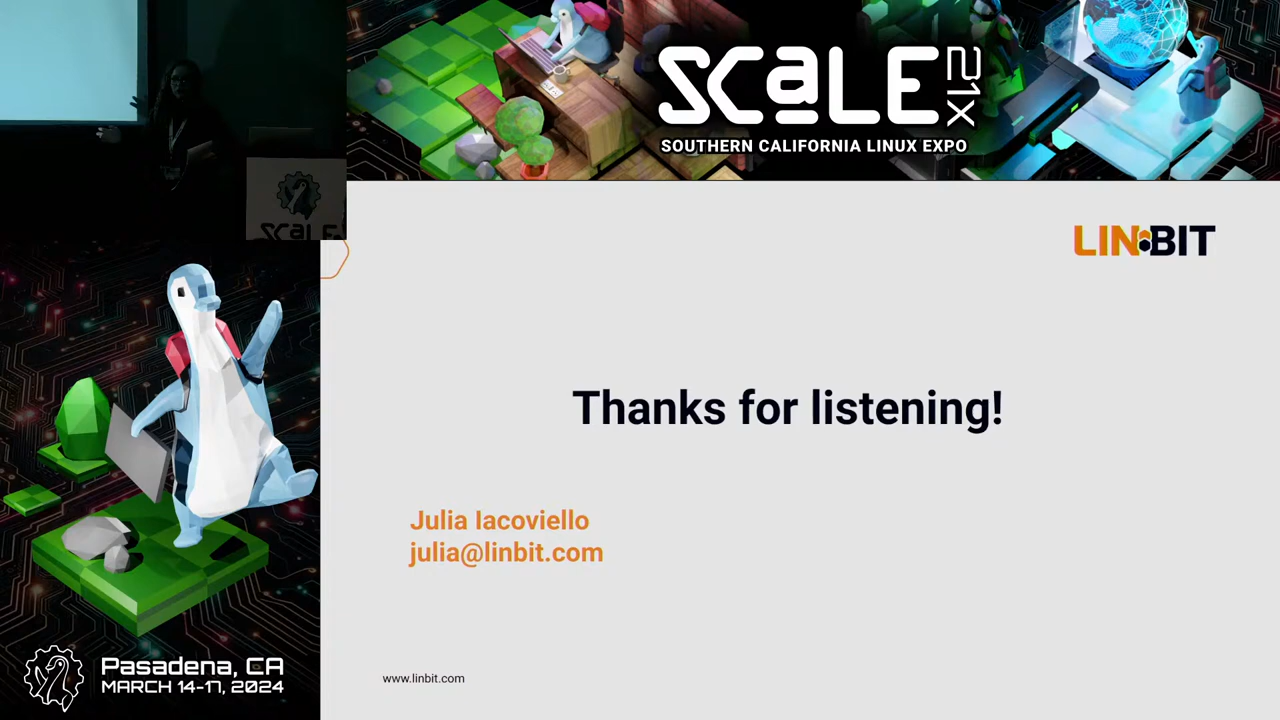 SCALE 21X
SOUTHERN CALIFORNIA LINUX EXPO
SCALE
LINBIT
Thanks for listening!
Julia Iacoviello
julia@linbit.com
www.linbit.com
Pasadena, CA
MARCH 14-17, 2024